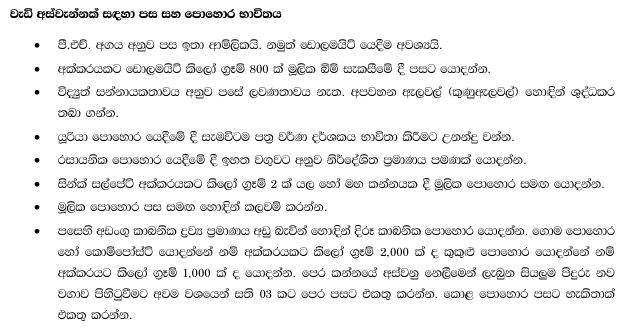 වැඩි අස්වැන්නක් සඳහා පස සහ පොහොර භාවිතය
• පී.එච්. අගය අනුව පස ඉතා ආම්ලිකයි. නමුත් ඩොලමයිට් යෙදීම අවශ්‍යයි.
• අක්කරයකට ඩොලමයිට් කිලෝ ග්‍රෑම් 800 ක් මූලික බිම් සැකසීමේ දී පසට යොදන්න.
• විද්‍යුත් සන්නායකතාවය අනුව පසේ ලවණතාවය නැත. අපවහන ඇලවල් (කුණුඇලවල්) හොඳින් ශුද්ධකර
තබා ගන්න.
• යූරියා පොහොර යෙදීමේ දී සැමවිටම පත්‍ර වර්ණ දර්ශකය භාවිතා කිරීමට උනන්දු වන්න.
• රසායනික පොහොර යෙදීමේ දී ඉහත වගුවට අනුව නිර්දේශිත ප්‍රමාණය පමණක් යොදන්න.
• සින්ක් සල්පේට් අක්කරයකට කිලෝ ග්‍රෑම් 2 ක් යල හෝ මහ කන්නයක දී මූලික පොහොර සමඟ යොදන්න.
• මූලික පොහොර පස සමඟ හොඳින් කලවම් කරන්න.
• පසෙහි අඩංගු කාබනික ද්‍රව්‍ය ප්‍රමාණය අඩු බැවින් හොඳින් දිරූ කාබනික පොහොර යොදන්න. ගොම පොහොර
හෝ කොම්පෝස්ට් යොදන්නේ නම් අක්කරයකට කිලෝ ග්‍රෑම් 2,000 ක් ද කුකුළු පොහොර යොදන්නේ නම්
අක්කරයට කිලෝ ග්‍රෑම් 1,000 ක් ද යොදන්න. පෙර කන්නයේ අස්වනු නෙලීමෙන් ලැබුන සියලූම පිදුරු නව
වගාව පිහිටුවීමට අවම වශයෙන් සති 03 කට පෙර පසට එකතු කරන්න. කොළ පොහොර පසට හැකිතාක්
එකතු කරන්න.